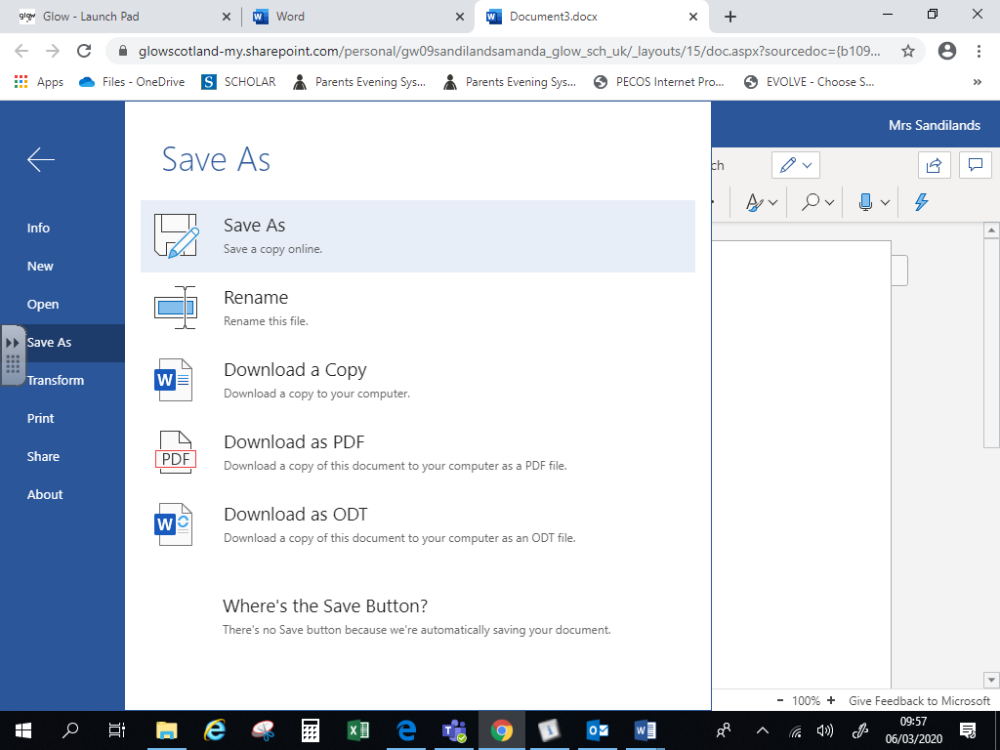 glow Glow - Launch Pad
Word
Document3.docx
glowscotland-my.sharepoint.com/personal/gw09sandilandsamanda_glow_sch_uk/_layouts/15/doc.aspx?sourcedoc={b109...
Apps
Files - OneDrive
S SCHOLAR
Parents Evening Sys...
Parents Evening Sys...
PECOS Internet Pro...
EVOLVE - Choose S...
»
Mrs Sandilands
ch
Save As
Info
New
Open
Save As
Transform
Print
Share
About
Save As
Save a copy online.
Rename
Rename this file.
W
Download a Copy
Download a copy to your computer.
PDF
Download as PDF
Download a copy of this document to your computer as a PDF file.
W
Download as ODT
Download a copy of this document to your computer as an ODT file.
Where's the Save Button?
There's no Save button because we're automatically saving your document.
- 100% + Give Feedback to Microsoft
09:57
06/03/2020